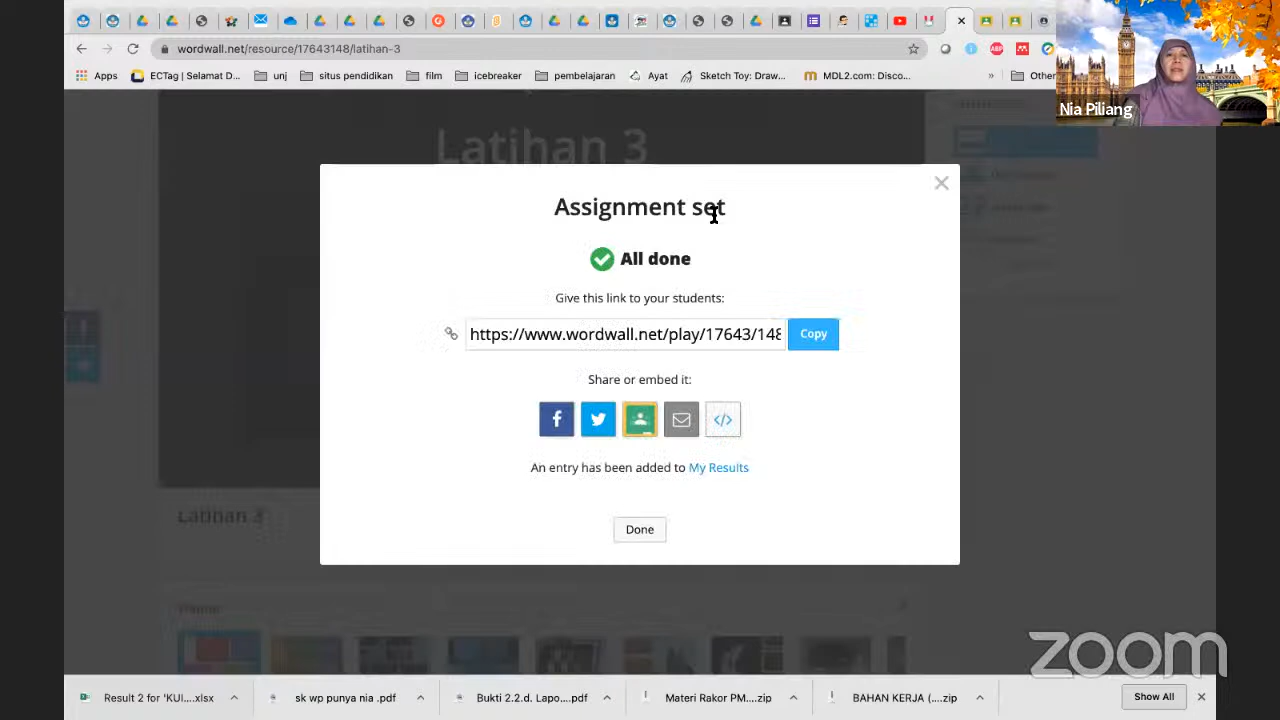 wordwall.net/resource/17643148/latihan-3
Apps
ECTag | Selamat D...
unj
situs pendidikan
film
icebreaker
pembelajaran
Ayat
Sketch Toy: Draw...
MDL2.com: Disco...
»
Other
ABP
Nia Piliang
Latihan 3
Assignment set
All done
Give this link to your students:
https://www.wordwall.net/play/17643/148
Copy
Share or embed it:
An entry has been added to My Results
Done
Latihan 3
zoom
Result 2 for 'KUI....xlsx
sk wp punya nia .pdf
Bukti 2.2.d. Lapo....pdf
Materi Rakor PM....zip
BAHAN KERJA (....zip
Show All